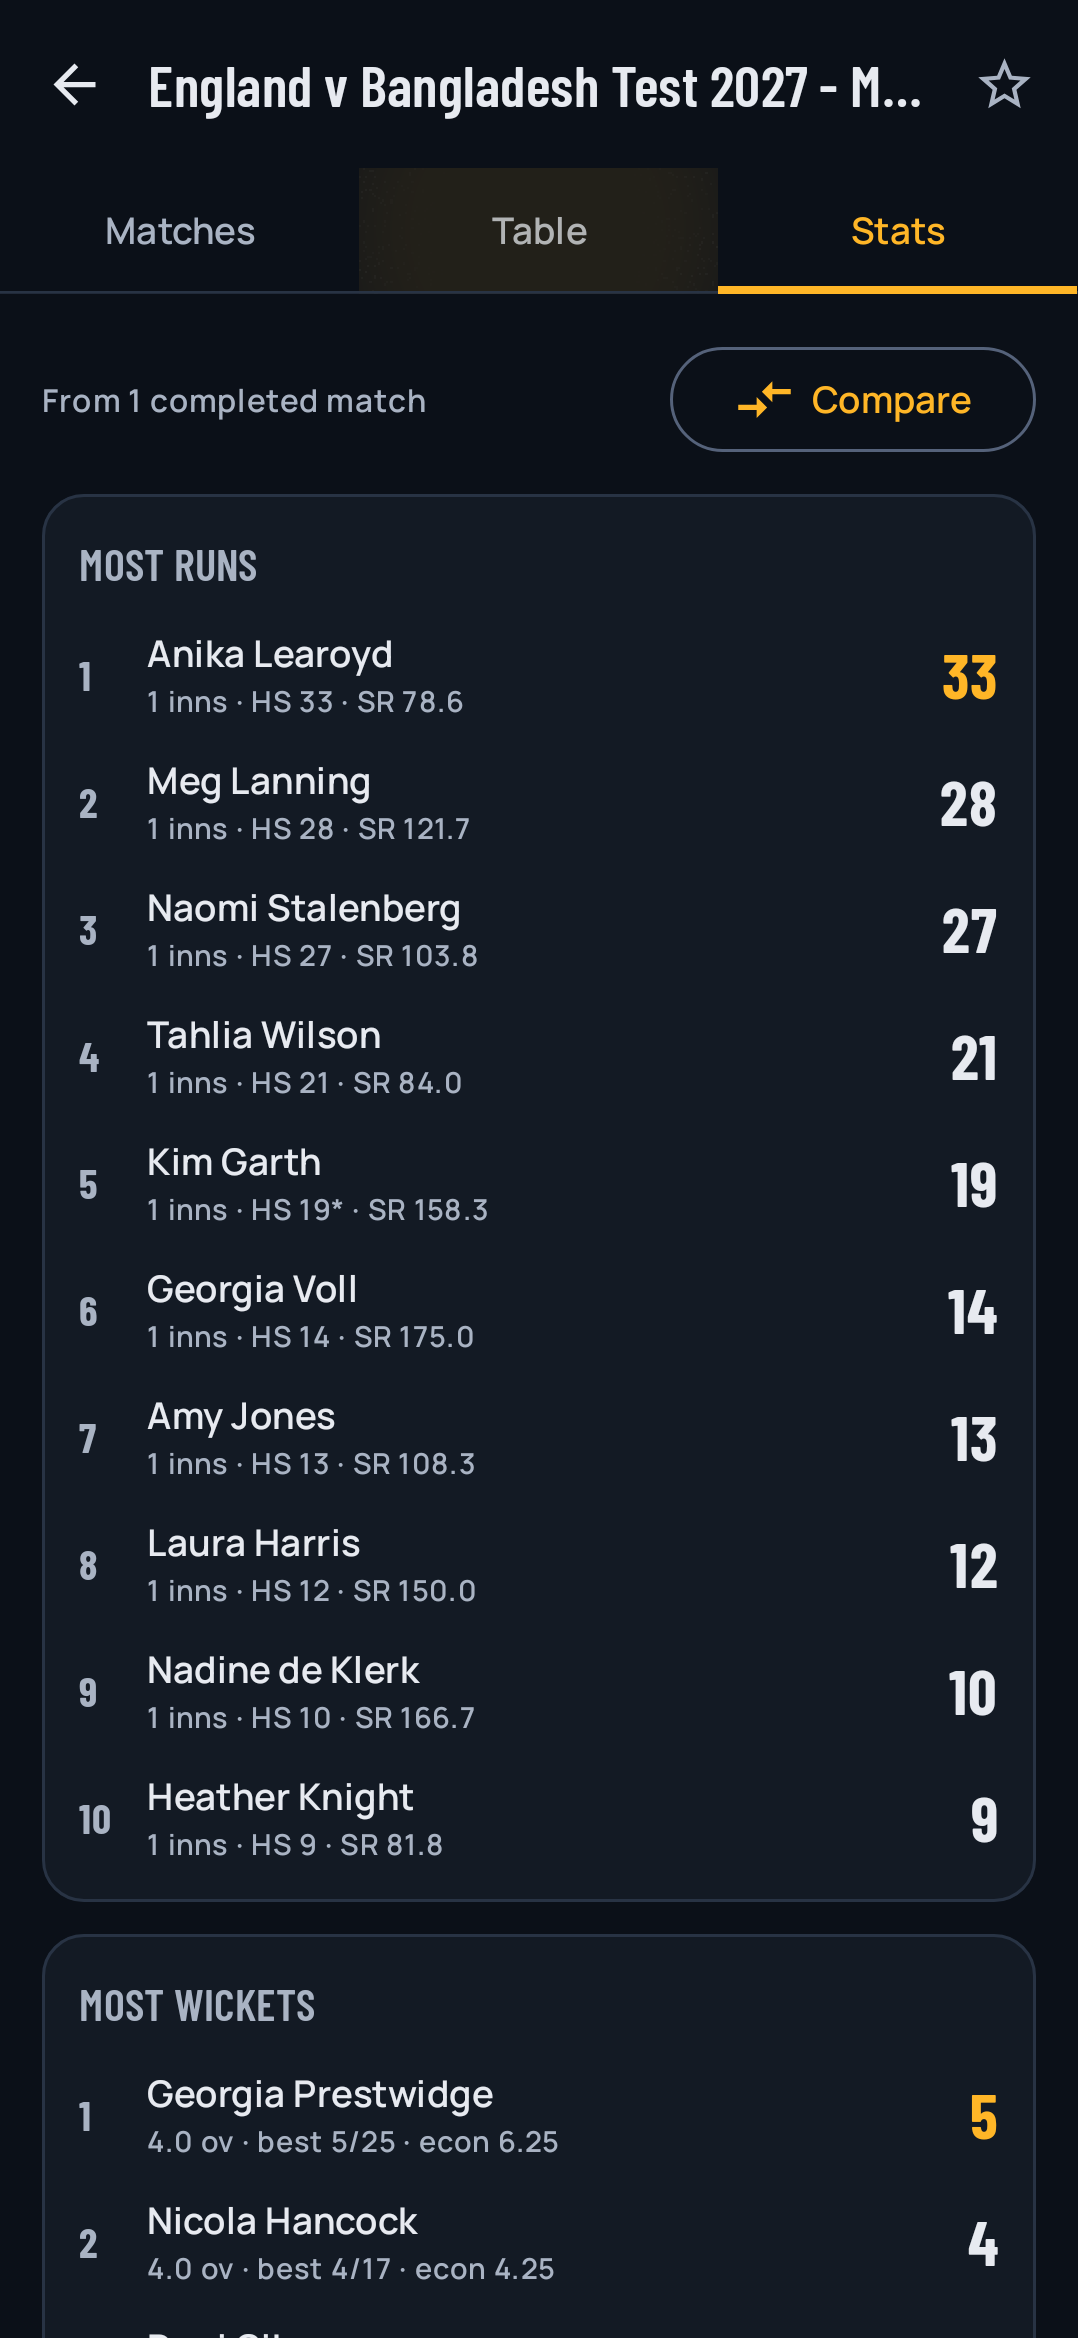 England v Bangladesh Test 2027 - M...
Matches
Table
Stats
From 1 completed match
Compare
MOST RUNS
1
Anika Learoyd
1 inns · HS 33 · SR 78.6
33
2
Meg Lanning
1 inns · HS 28 · SR 121.7
28
3
Naomi Stalenberg
1 inns · HS 27 · SR 103.8
27
4
Tahlia Wilson
1 inns · HS 21 · SR 84.0
21
5
Kim Garth
1 inns · HS 19* · SR 158.3
19
6
Georgia Voll
1 inns · HS 14 · SR 175.0
14
7
Amy Jones
1 inns · HS 13 · SR 108.3
13
8
Laura Harris
1 inns · HS 12 · SR 150.0
12
9
Nadine de Klerk
1 inns · HS 10 · SR 166.7
10
10
Heather Knight
1 inns · HS 9 · SR 81.8
9
MOST WICKETS
1
Georgia Prestwidge
4.0 ov · best 5/25 · econ 6.25
5
2
Nicola Hancock
4.0 ov · best 4/17 · econ 4.25
4